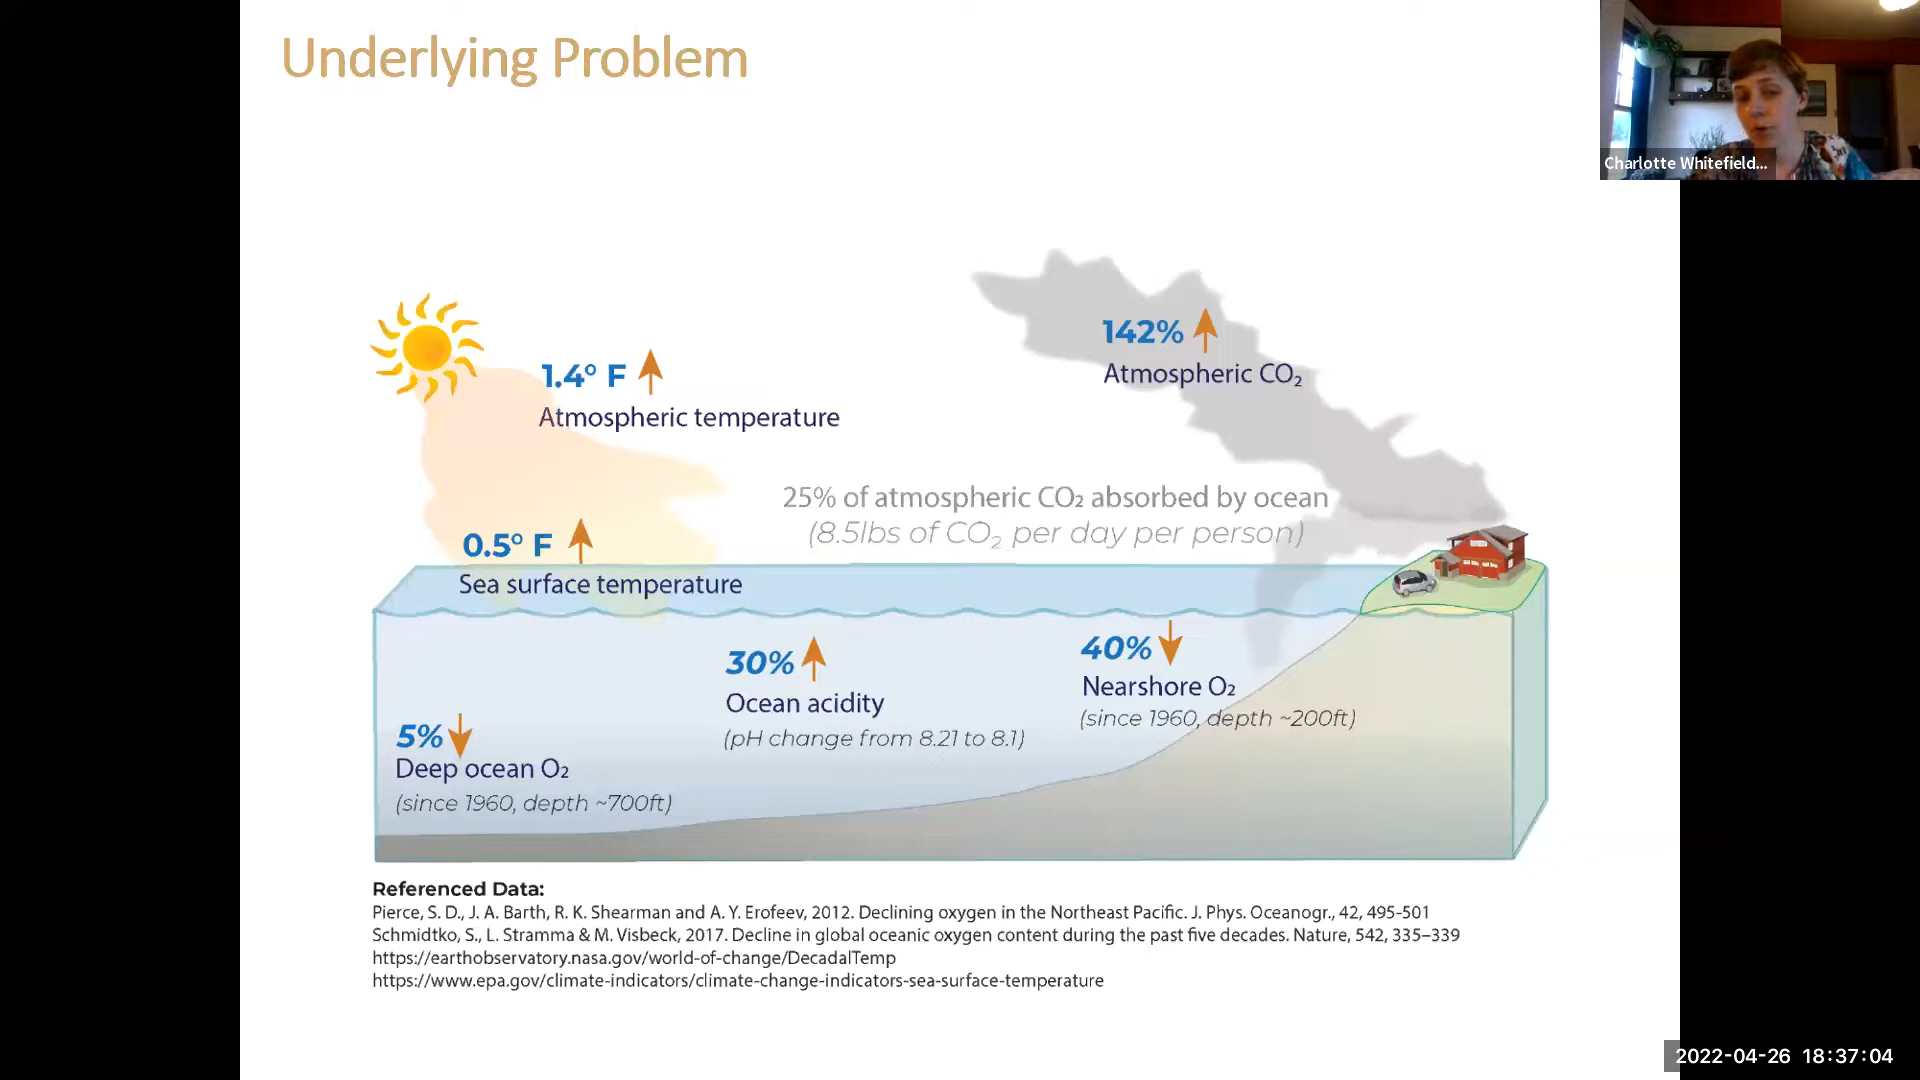 Underlying Problem
Charlotte Whitefield...
142%
Atmospheric CO₂
1.4° F
Atmospheric temperature
25% of atmospheric CO₂ absorbed by ocean
(8.5lbs of CO₂ per day per person)
0.5° F
Sea surface temperature
30%
Ocean acidity
(pH change from 8.21 to 8.1)
40%
Nearshore O₂
(since 1960, depth ~200ft)
5%
Deep ocean O₂
(since 1960, depth ~700ft)
Referenced Data:
Pierce, S. D., J. A. Barth, R. K. Shearman and A. Y. Erofeev, 2012. Declining oxygen in the Northeast Pacific. J. Phys. Oceanogr., 42, 495-501
Schmidtko, S., L. Stramma & M. Visbeck, 2017. Decline in global oceanic oxygen content during the past five decades. Nature, 542, 335–339
https://earthobservatory.nasa.gov/world-of-change/DecadalTemp
https://www.epa.gov/climate-indicators/climate-change-indicators-sea-surface-temperature
2022-04-26 18:37:04